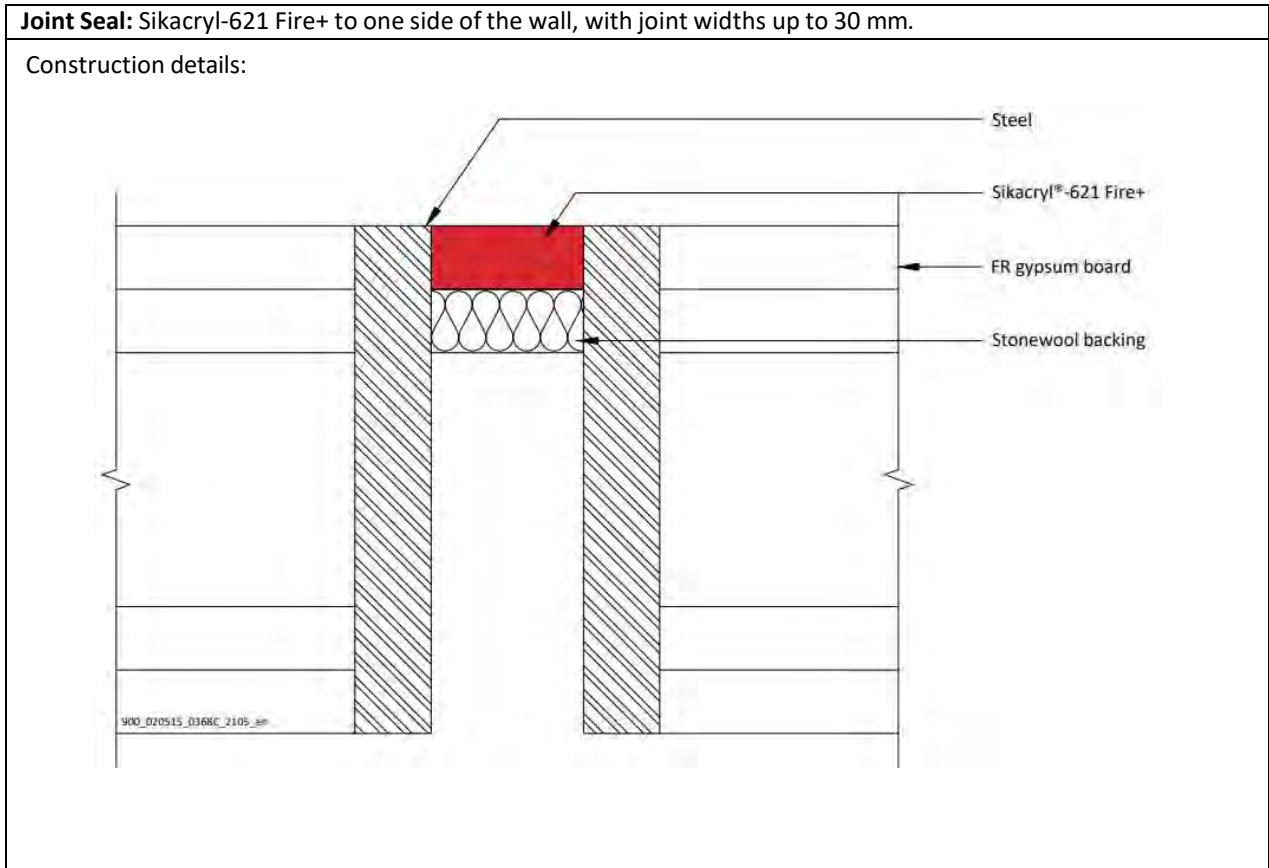 Joint Seal: Sikacryl-621 Fire+ to one side of the wall, with joint widths up to 30 mm.
Construction details:
Steel
Sikacryl®-621 Fire+
FR gypsum board
Stonewool backing
900_020515_0368C_2105_en